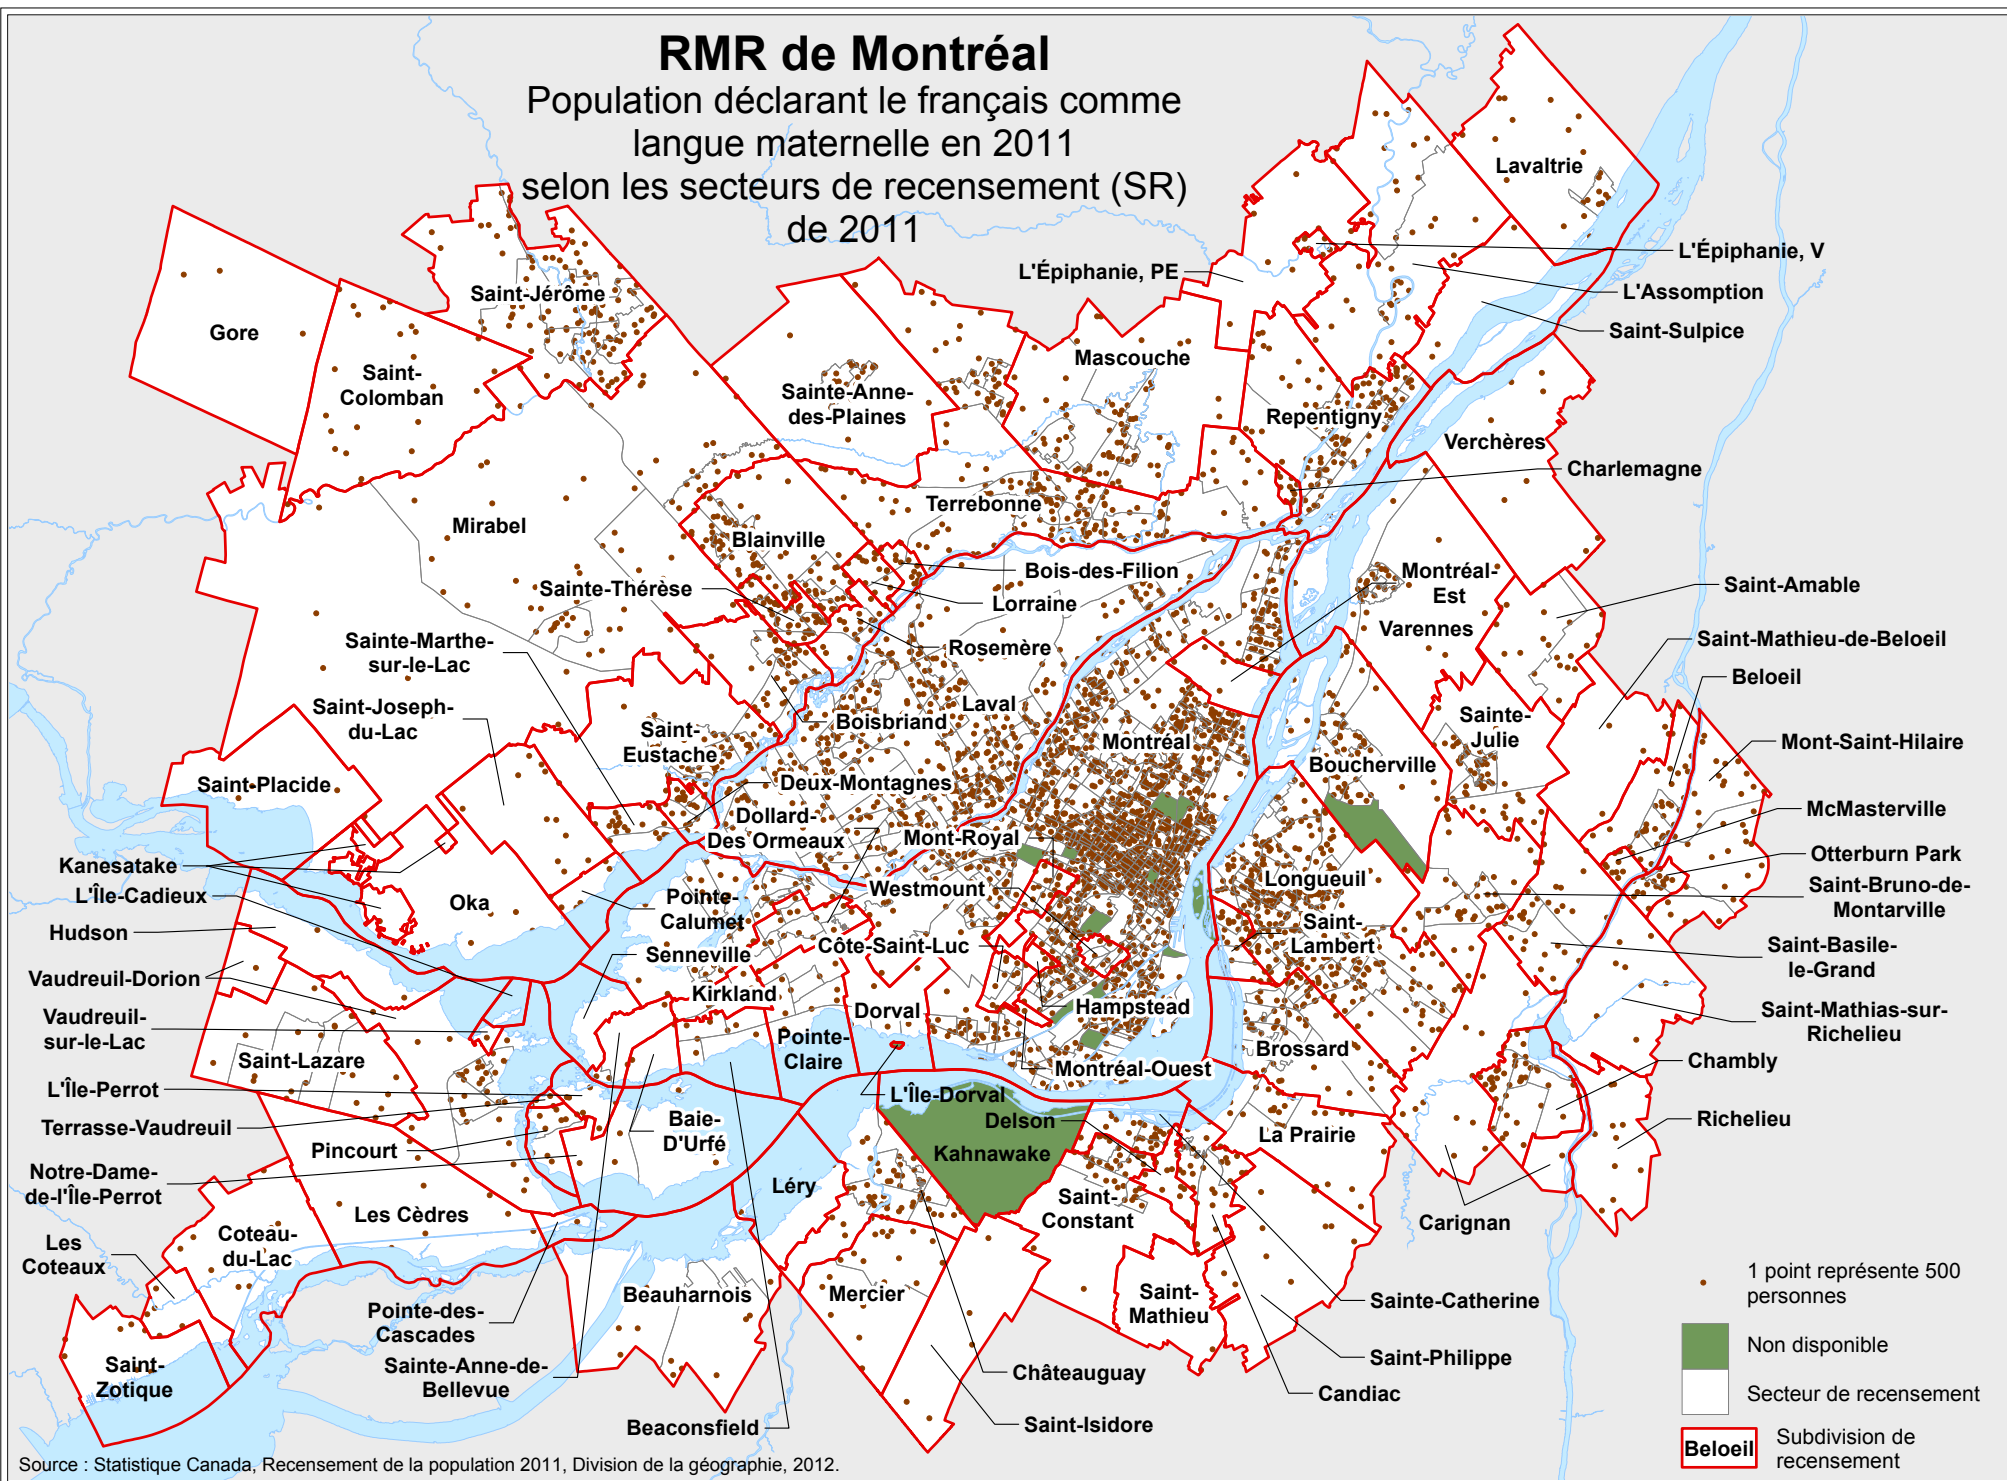 RMR de Montréal
Population déclarant le français comme
langue maternelle en 2011
selon les secteurs de recensement (SR)
de 2011
Lavaltrie
L'Épiphanie, V
L'Épiphanie, PE
L'Assomption
Saint-Sulpice
Saint-Jérôme
Gore
Saint-
Colomban
Mascouche
Sainte-Anne-
des-Plaines
Repentigny
Verchères
Charlemagne
Terrebonne
Mirabel
Blainville
Bois-des-Filion
Montréal-
Est
Saint-Amable
Sainte-Thérèse
Lorraine
Varennes
Saint-Mathieu-de-Beloeil
Sainte-Marthe-
sur-le-Lac
Rosemère
Beloeil
Saint-Joseph-
du-Lac
Laval
Boisbriand
Saint-
Eustache
Montréal
Sainte-
Julie
Mont-Saint-Hilaire
Saint-Placide
Deux-Montagnes
Boucherville
McMasterville
Dollard-
Des Ormeaux
Mont-Royal
Otterburn Park
Kanesatake
L'Île-Cadieux
Oka
Pointe-
Calumet
Westmount
Longueuil
Saint-Bruno-de-
Montarville
Hudson
Senneville
Côte-Saint-Luc
Saint-
Lambert
Saint-Basile-
le-Grand
Vaudreuil-Dorion
Kirkland
Dorval
Hampstead
Saint-Mathias-sur-
Richelieu
Vaudreuil-
sur-le-Lac
Saint-Lazare
Pointe-
Claire
Brossard
Chambly
Montréal-Ouest
L'Île-Perrot
L'Île-Dorval
Terrasse-Vaudreuil
Baie-
D'Urfé
Delson
La Prairie
Richelieu
Pincourt
Kahnawake
Notre-Dame-
de-l'Île-Perrot
Léry
Saint-
Constant
Les Cèdres
Carignan
Coteau-
du-Lac
Les
Coteaux
Beauharnois
Mercier
Saint-
Mathieu
Sainte-Catherine
Pointe-des-
Cascades
Saint-
Zotique
Sainte-Anne-de-
Bellevue
Châteauguay
Saint-Philippe
Candiac
Beaconsfield
Saint-Isidore
1 point représente 500
personnes
Non disponible
Secteur de recensement
Beloeil
Subdivision de
recensement
Source : Statistique Canada, Recensement de la population 2011, Division de la géographie, 2012.